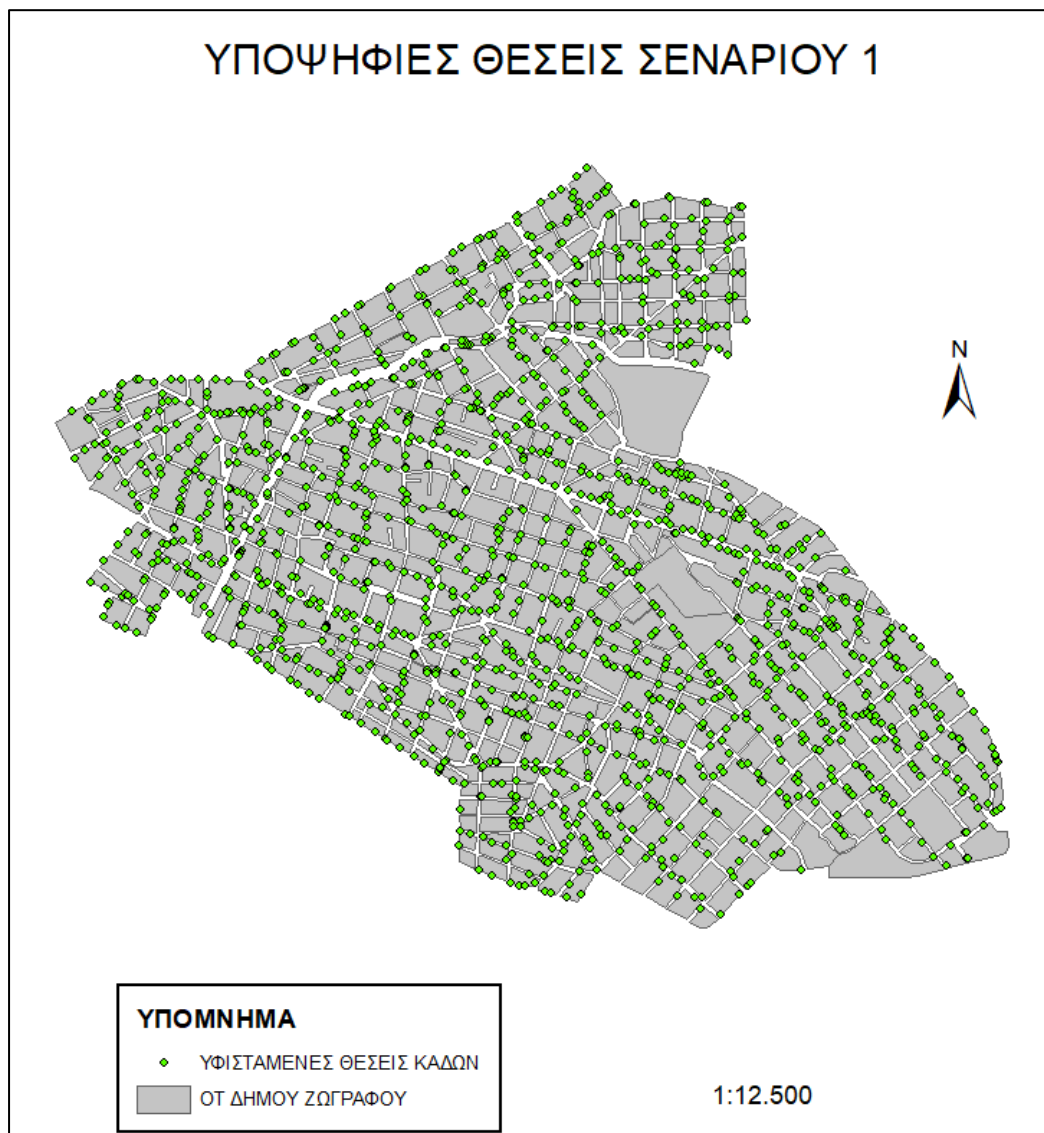 ΥΠΟΨΗΦΙΕΣ ΘΕΣΕΙΣ ΣΕΝΑΡΙΟΥ 1
N
ΥΠΟΜΝΗΜΑ
ΥΦΙΣΤΑΜΕΝΕΣ ΘΕΣΕΙΣ ΚΑΔΩΝ
ΟΤ ΔΗΜΟΥ ΖΩΓΡΑΦΟΥ
1:12.500